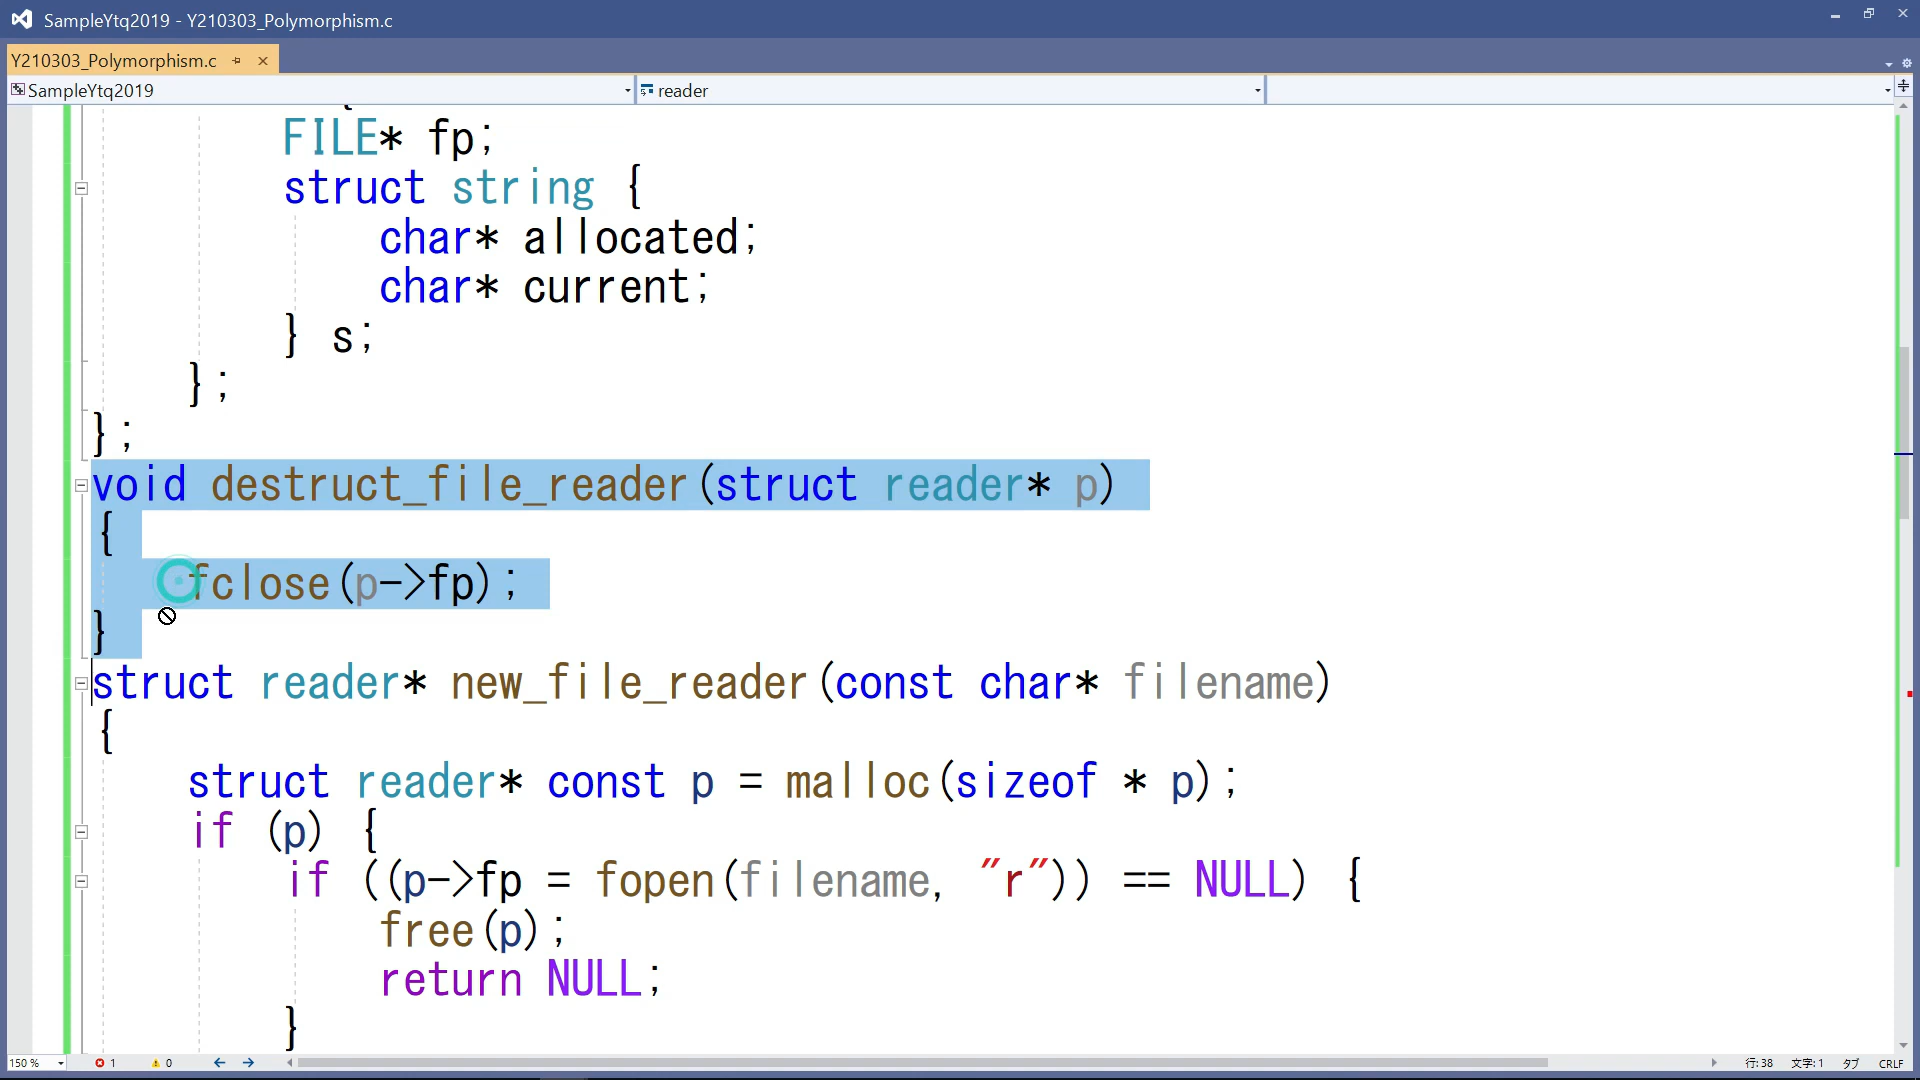 SampleYtq2019 - Y210303_Polymorphism.c
Y210303_Polymorphism.c
SampleYtq2019
reader
FILE* fp;
struct string {
char* allocated;
char* current;
} s;
};
};
void destruct_file_reader(struct reader* p)
{
fclose(p->fp);
}
struct reader* new_file_reader(const char* filename)
{
struct reader* const p = malloc(sizeof * p);
if (p) {
if ((p->fp = fopen(filename, "r")) == NULL) {
free(p);
return NULL;
}
150 %
1
0
行: 38
文字: 1
タブ
CRLF